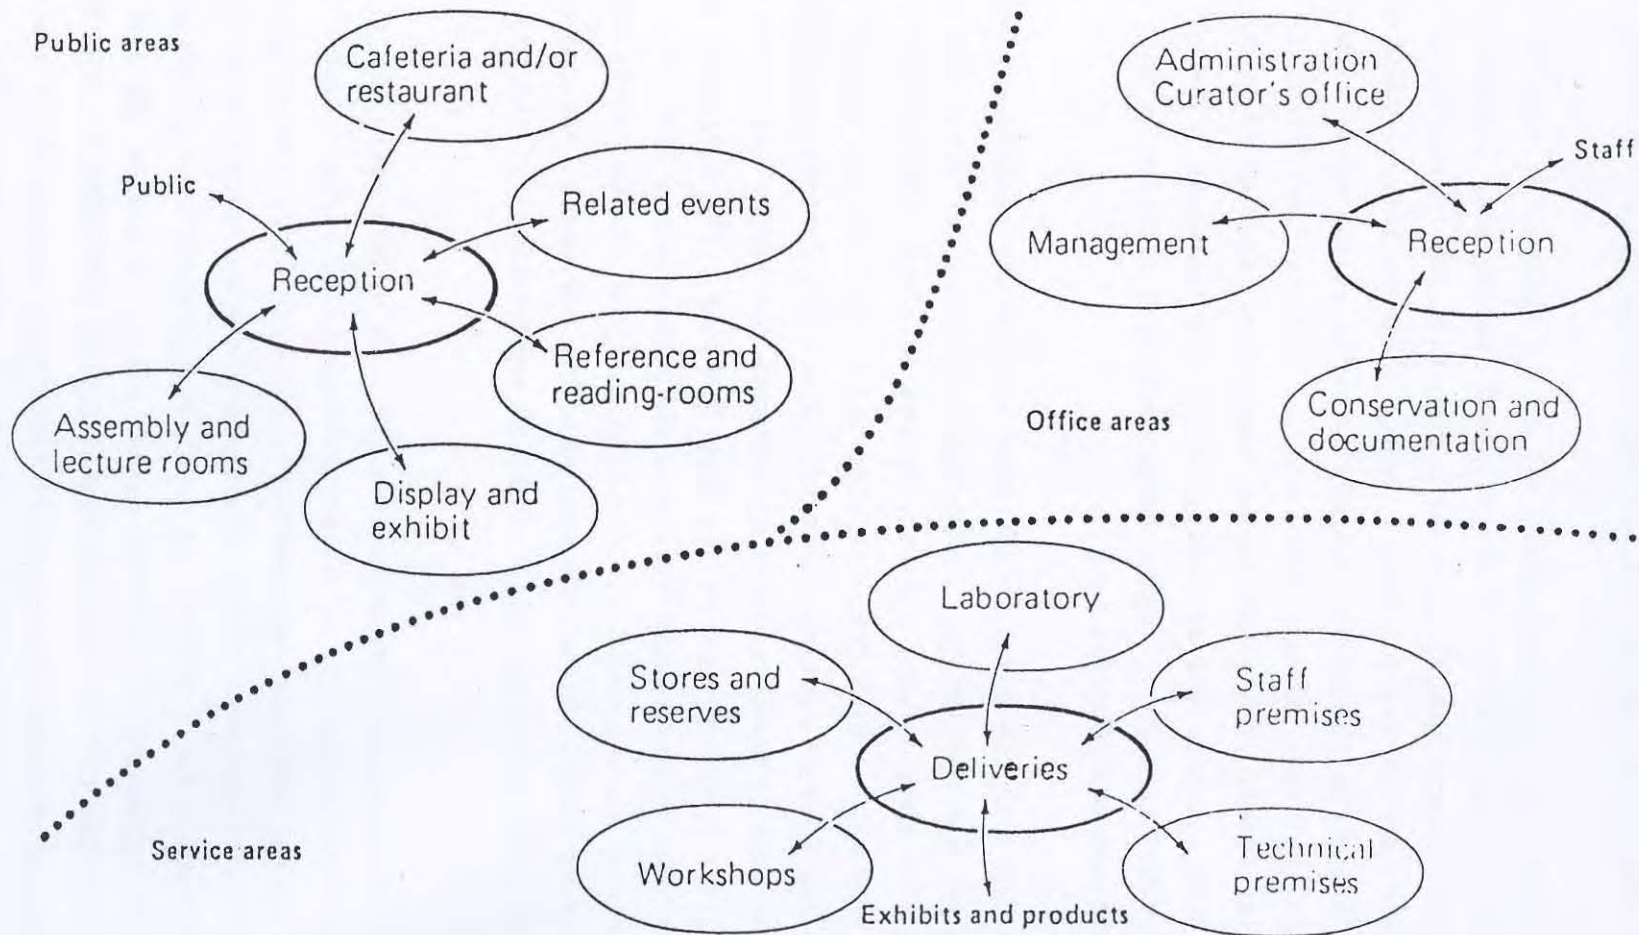 Public areas
Cafeteria and/or
restaurant
Public
Related events
Reception
Reference and
reading-rooms
Assembly and
lecture rooms
Display and
exhibit
Administration
Curator's office
Staff
Management
Reception
Office areas
Conservation and
documentation
Laboratory
Stores and
reserves
Staff
premises
Deliveries
Service areas
Workshops
Technical
premises
Exhibits and products